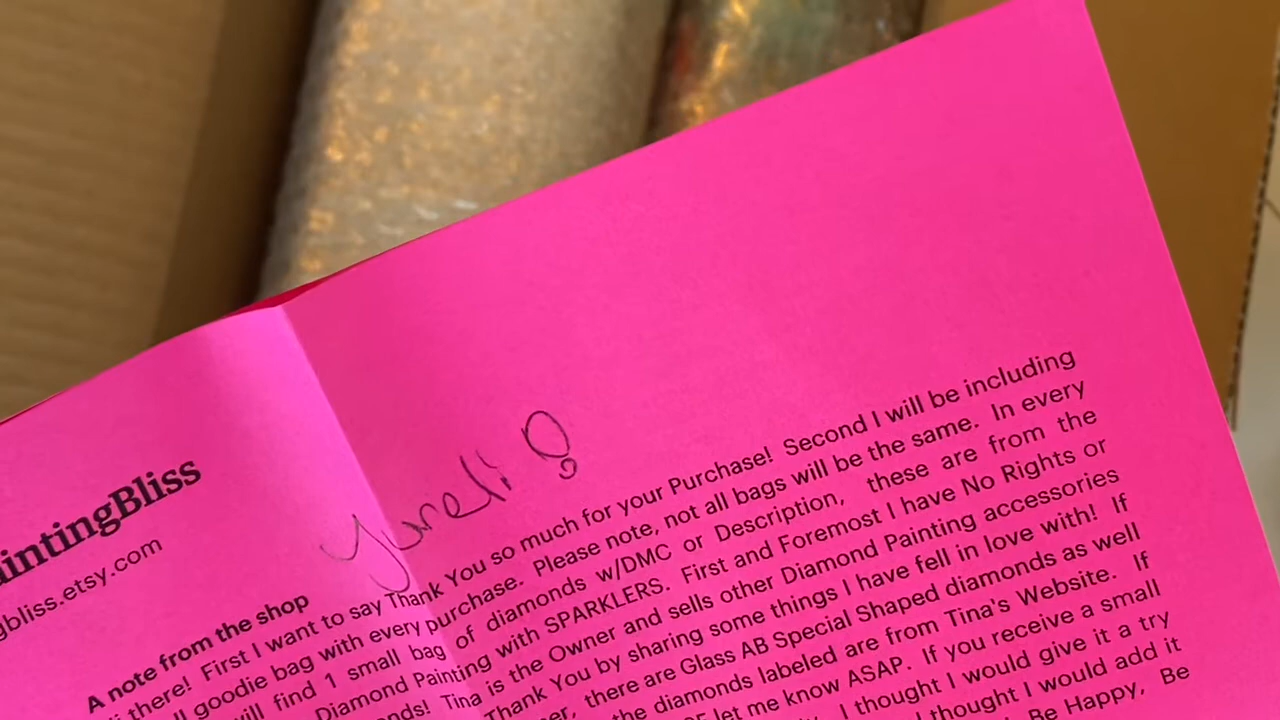 aintingBliss
gbliss.etsy.com
Yureli!
A note from the shop
there! First I want to say Thank You so much for your Purchase! Second I will be including
goodie bag with every purchase. Please note, not all bags will be the same. In every
will find 1 small bag of diamonds w/DMC or Description, these are from the
Diamond Painting with SPARKLERS. First and Foremost I have No Rights or
Tina is the Owner and sells other Diamond Painting accessories
Thank You by sharing some things I have fell in love with! If
there are Glass AB Special Shaped diamonds as well
the diamonds labeled are from Tina's Website. If
let me know ASAP. If you receive a small
I thought I would give it a try
thought I would add it
Be Happy, Be